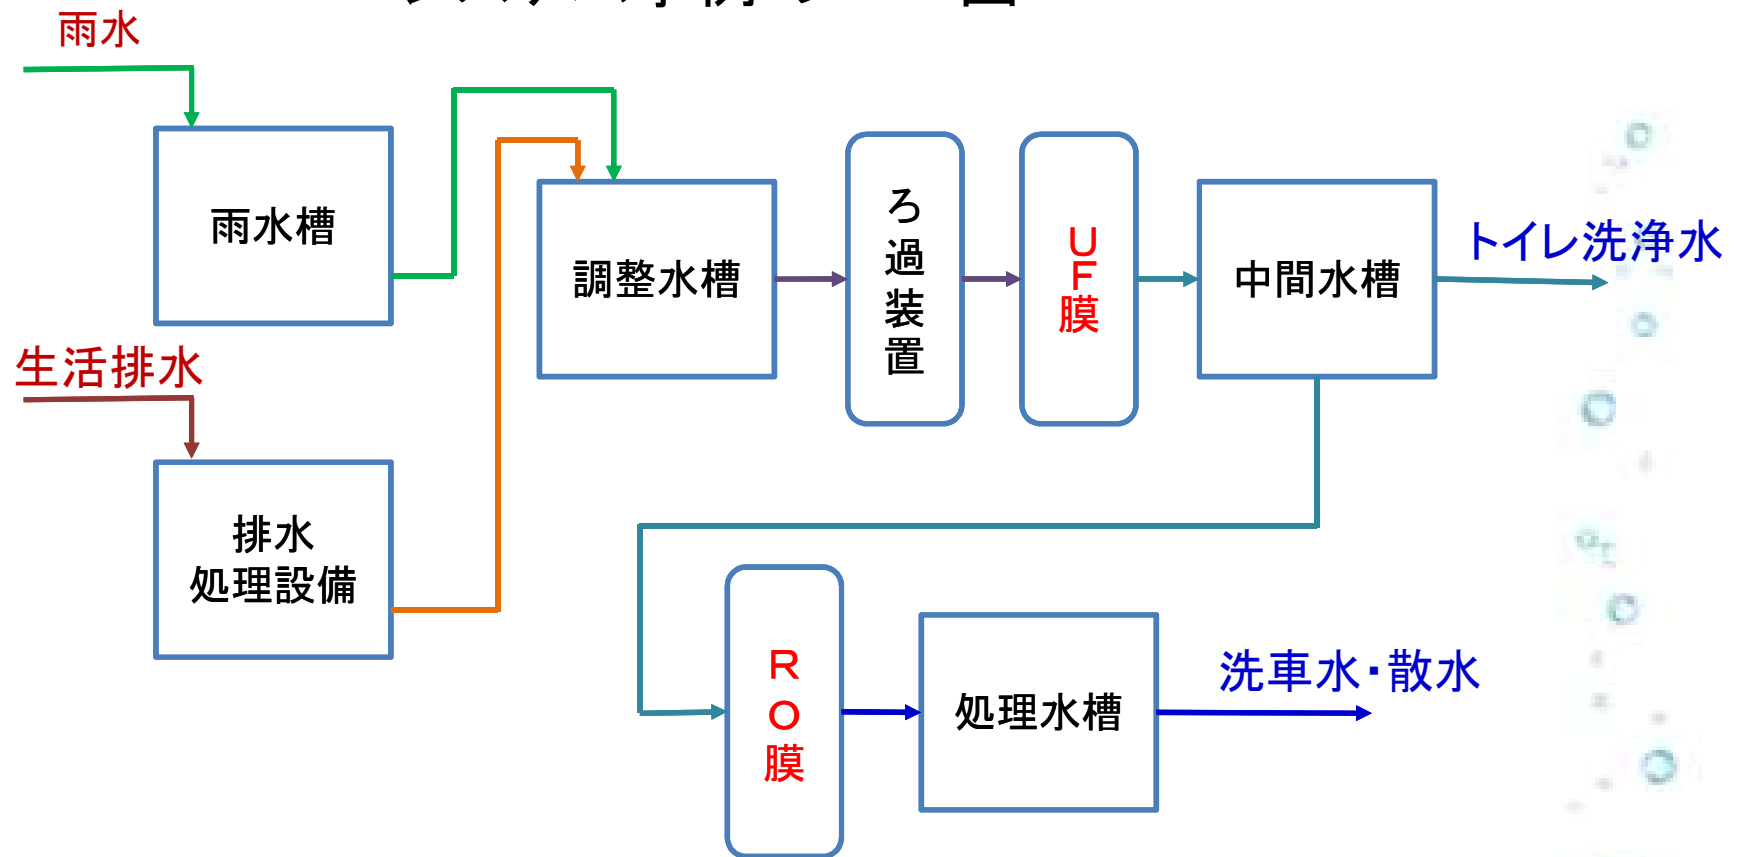 雨水
雨水槽
調整水槽
ろ過装置
UF膜
中間水槽
トイレ洗浄水
生活排水
排水
処理設備
RO膜
処理水槽
洗車水・散水